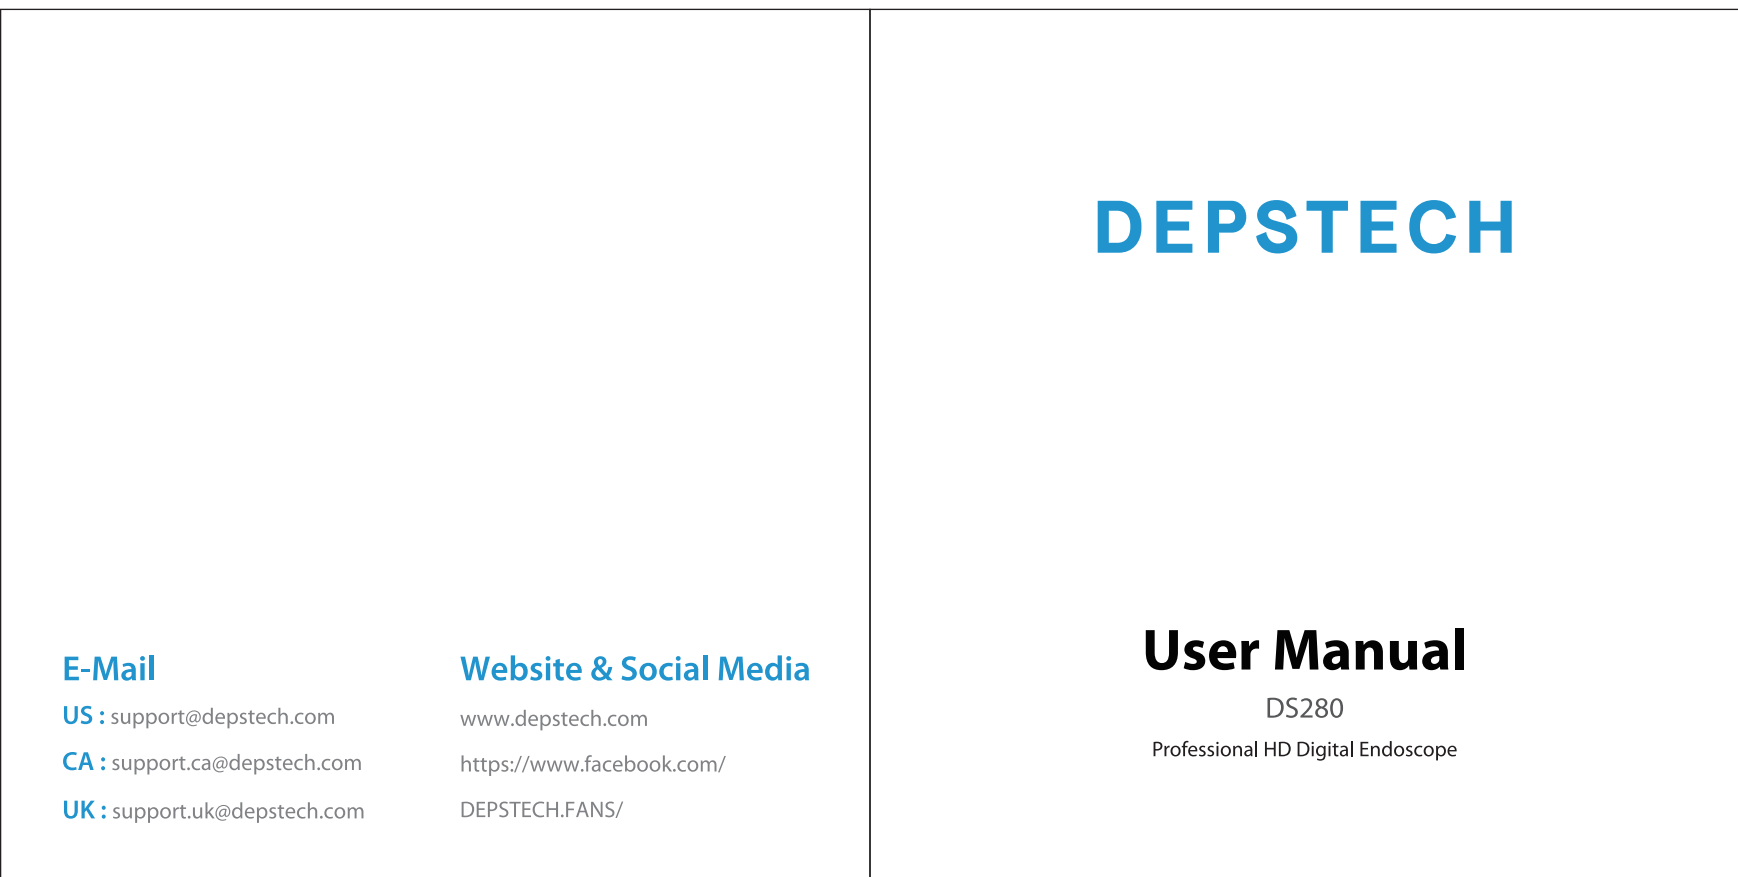 E-Mail
US : support@depstech.com
CA : support.ca@depstech.com
UK : support.uk@depstech.com
Website & Social Media
www.depstech.com
https://www.facebook.com/
DEPSTECH.FANS/
DEPSTECH
User Manual
DS280
Professional HD Digital Endoscope